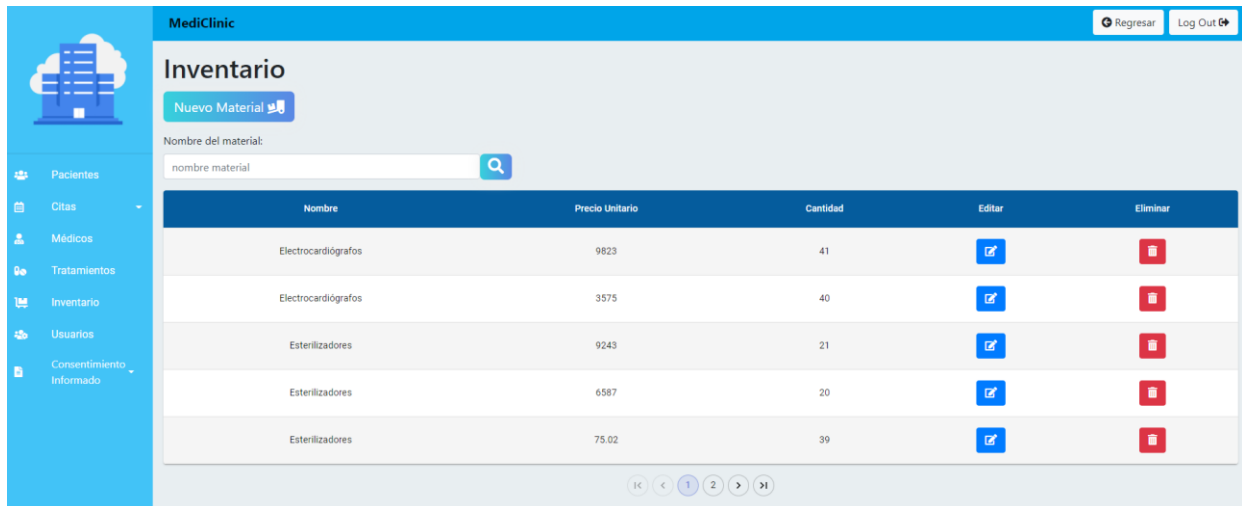 MediClinic
Regresar
Log Out
Inventario
Nuevo Material
Nombre del material:
nombre material
Pacientes
Citas
Médicos
Tratamientos
Inventario
Usuarios
Consentimiento
Informado
Nombre Precio Unitario Cantidad Editar Eliminar
Electrocardiógrafos 9823 41
Electrocardiógrafos 3575 40
Esterilizadores 9243 21
Esterilizadores 6587 20
Esterilizadores 75.02 39
1 2